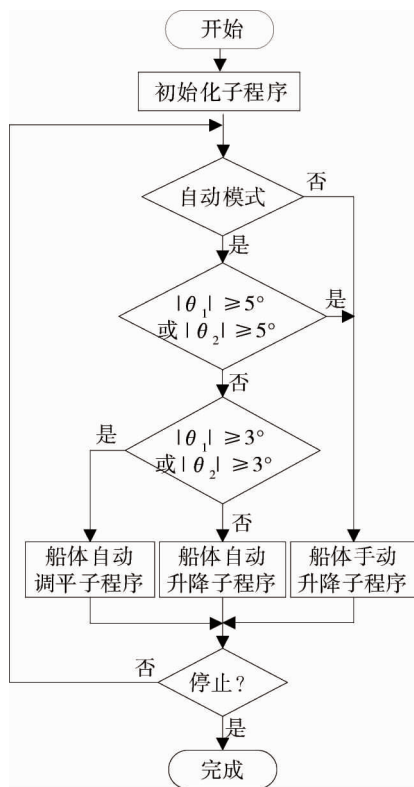 开始
初始化子程序
自动模式
否
是
|θ₁| ≥5°
或|θ₂| ≥5°
是
否
|θ₁| ≥3°
或|θ₂| ≥3°
是
否
船体自动
调平子程序
船体自动
升降子程序
船体手动
升降子程序
停止?
否
是
完成